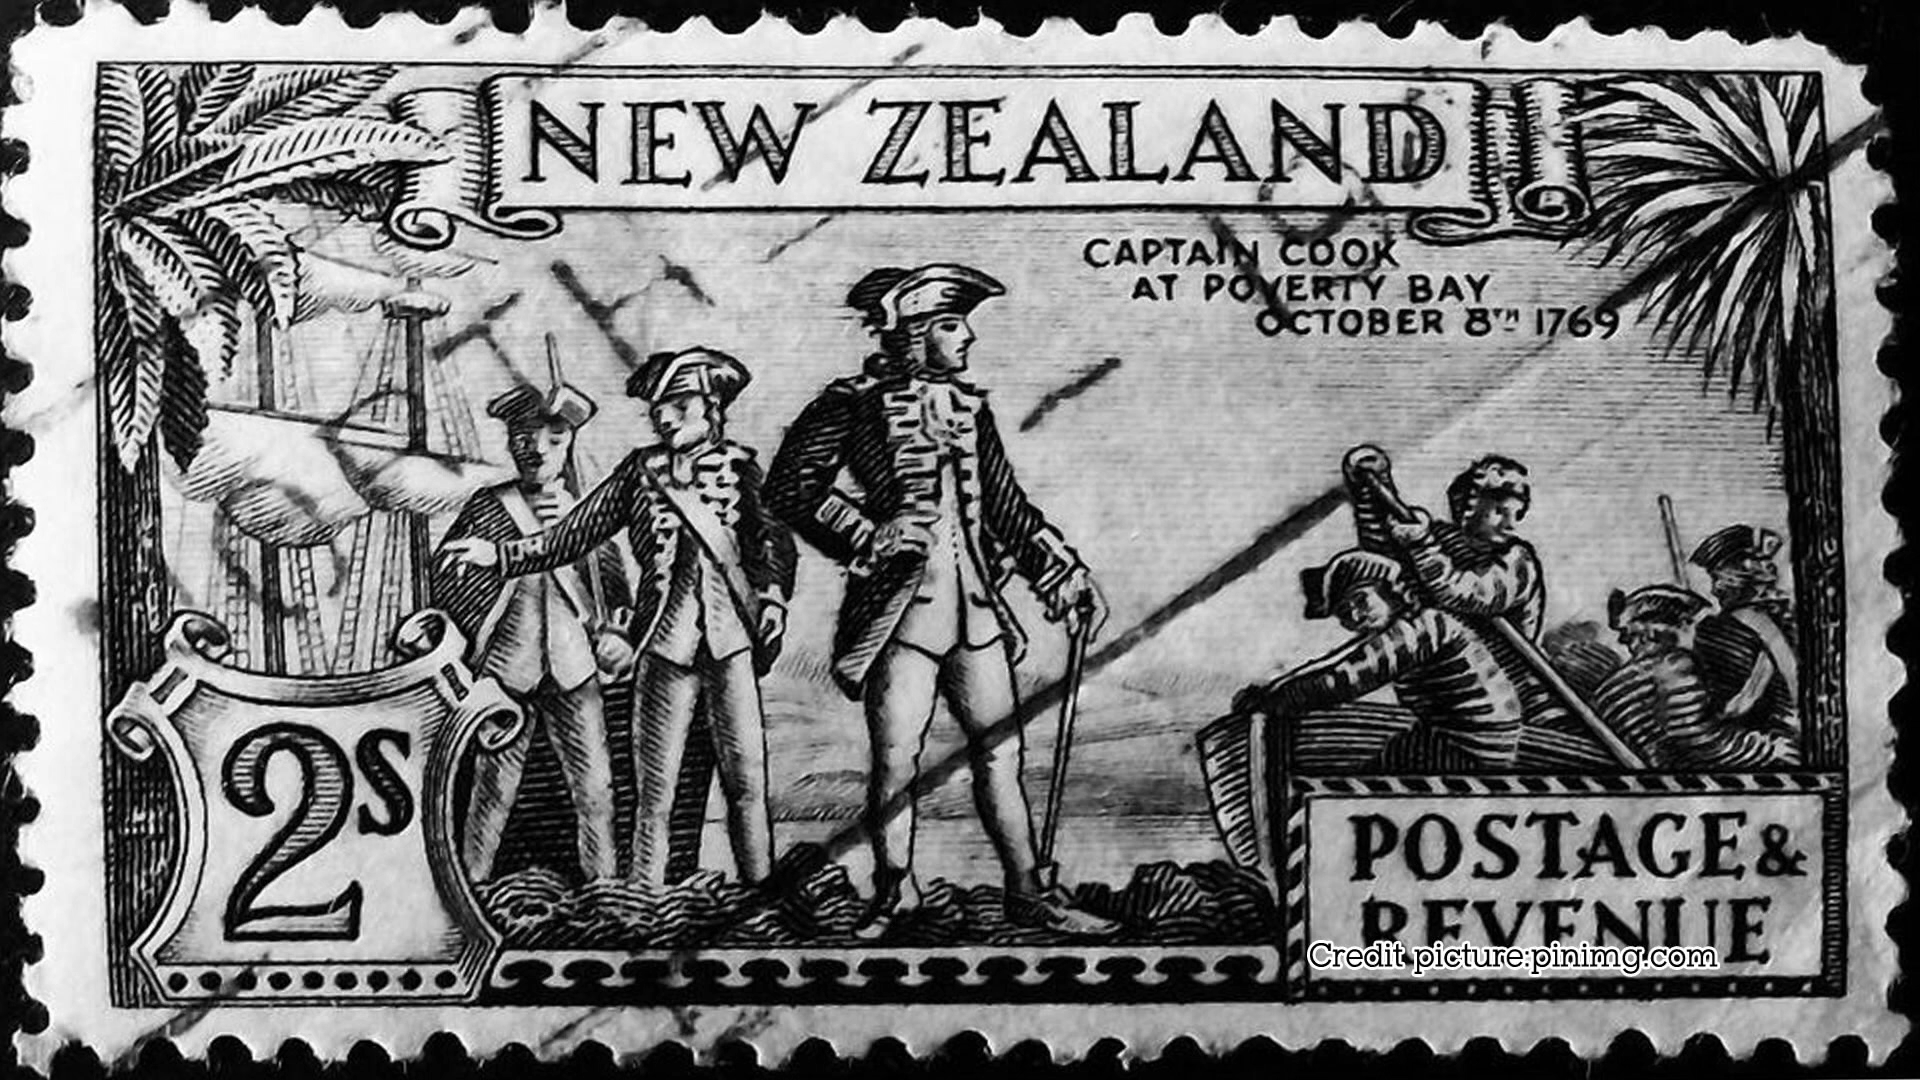 NEW ZEALAND
CAPTAIN COOK
AT POVERTY BAY
OCTOBER 8TH 1769
2s
POSTAGE &
REVENUE
Credit picture:pinimg.com